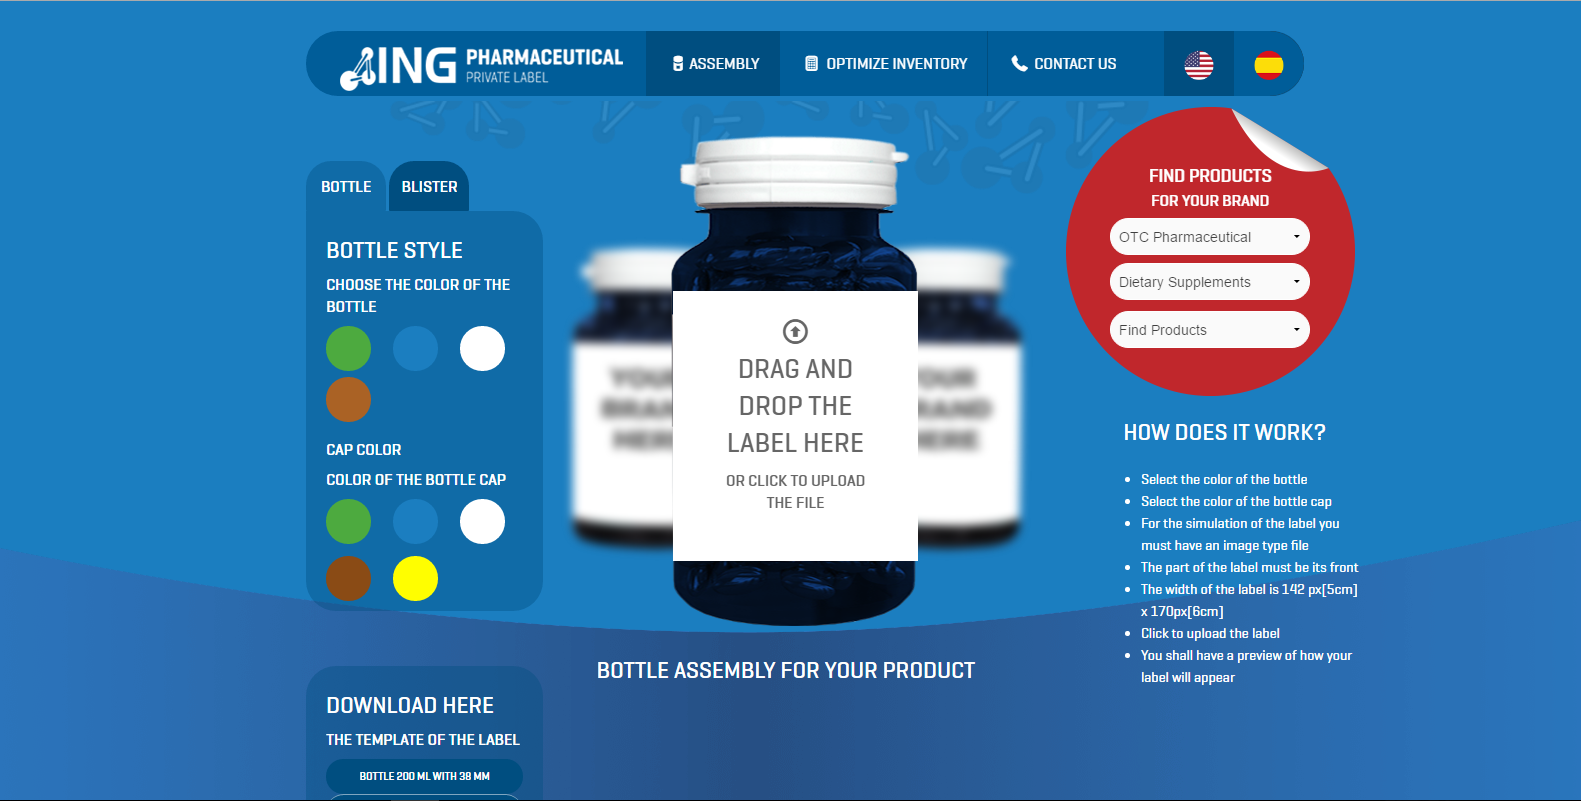 ING PHARMACEUTICAL
PRIVATE LABEL
ASSEMBLY
OPTIMIZE INVENTORY
CONTACT US
BOTTLE
BLISTER
BOTTLE STYLE
CHOOSE THE COLOR OF THE
BOTTLE
CAP COLOR
COLOR OF THE BOTTLE CAP
DOWNLOAD HERE
THE TEMPLATE OF THE LABEL
BOTTLE 200 ML WITH 38 MM
YOUR
BRAND
HERE
DRAG AND
DROP THE
LABEL HERE
OR CLICK TO UPLOAD
THE FILE
YOUR
BRAND
HERE
BOTTLE ASSEMBLY FOR YOUR PRODUCT
FIND PRODUCTS
FOR YOUR BRAND
OTC Pharmaceutical
Dietary Supplements
Find Products
HOW DOES IT WORK?
• Select the color of the bottle
• Select the color of the bottle cap
• For the simulation of the label you
must have an image type file
• The part of the label must be its front
• The width of the label is 142 px[5cm]
x 170px[6cm]
• Click to upload the label
• You shall have a preview of how your
label will appear